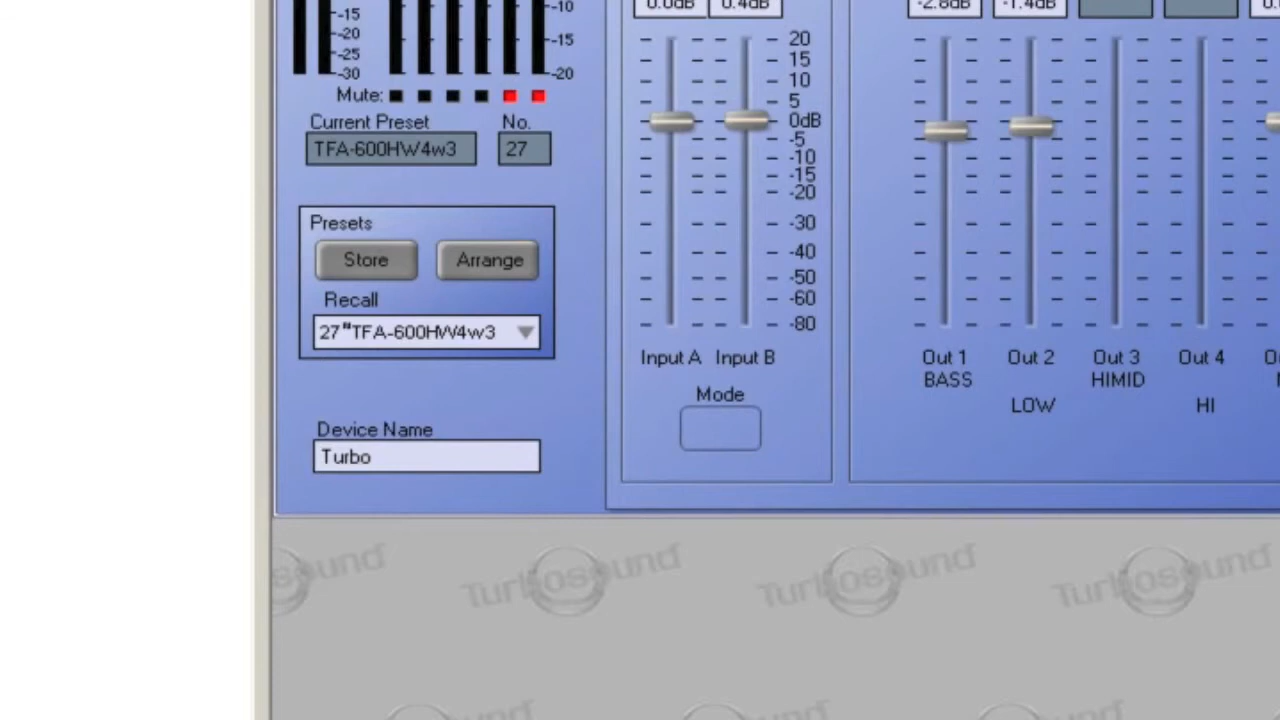 -15
-20
-25
-30
-10
-15
-20
Mute:
Current Preset No.
TFA-600HW4w3 27
Presets
Store Arrange
Recall
27"TFA-600HW4w3
Device Name
Turbo
0.0dB 0.4dB
20
15
10
5
0dB
-5
-10
-15
-20
-30
-40
-50
-60
-80
Input A Input B
Mode
-2.8dB -1.4dB
Out 1 Out 2 Out 3 Out 4
BASS HIMID
LOW HI
Turbosound Turbosound Turbosound